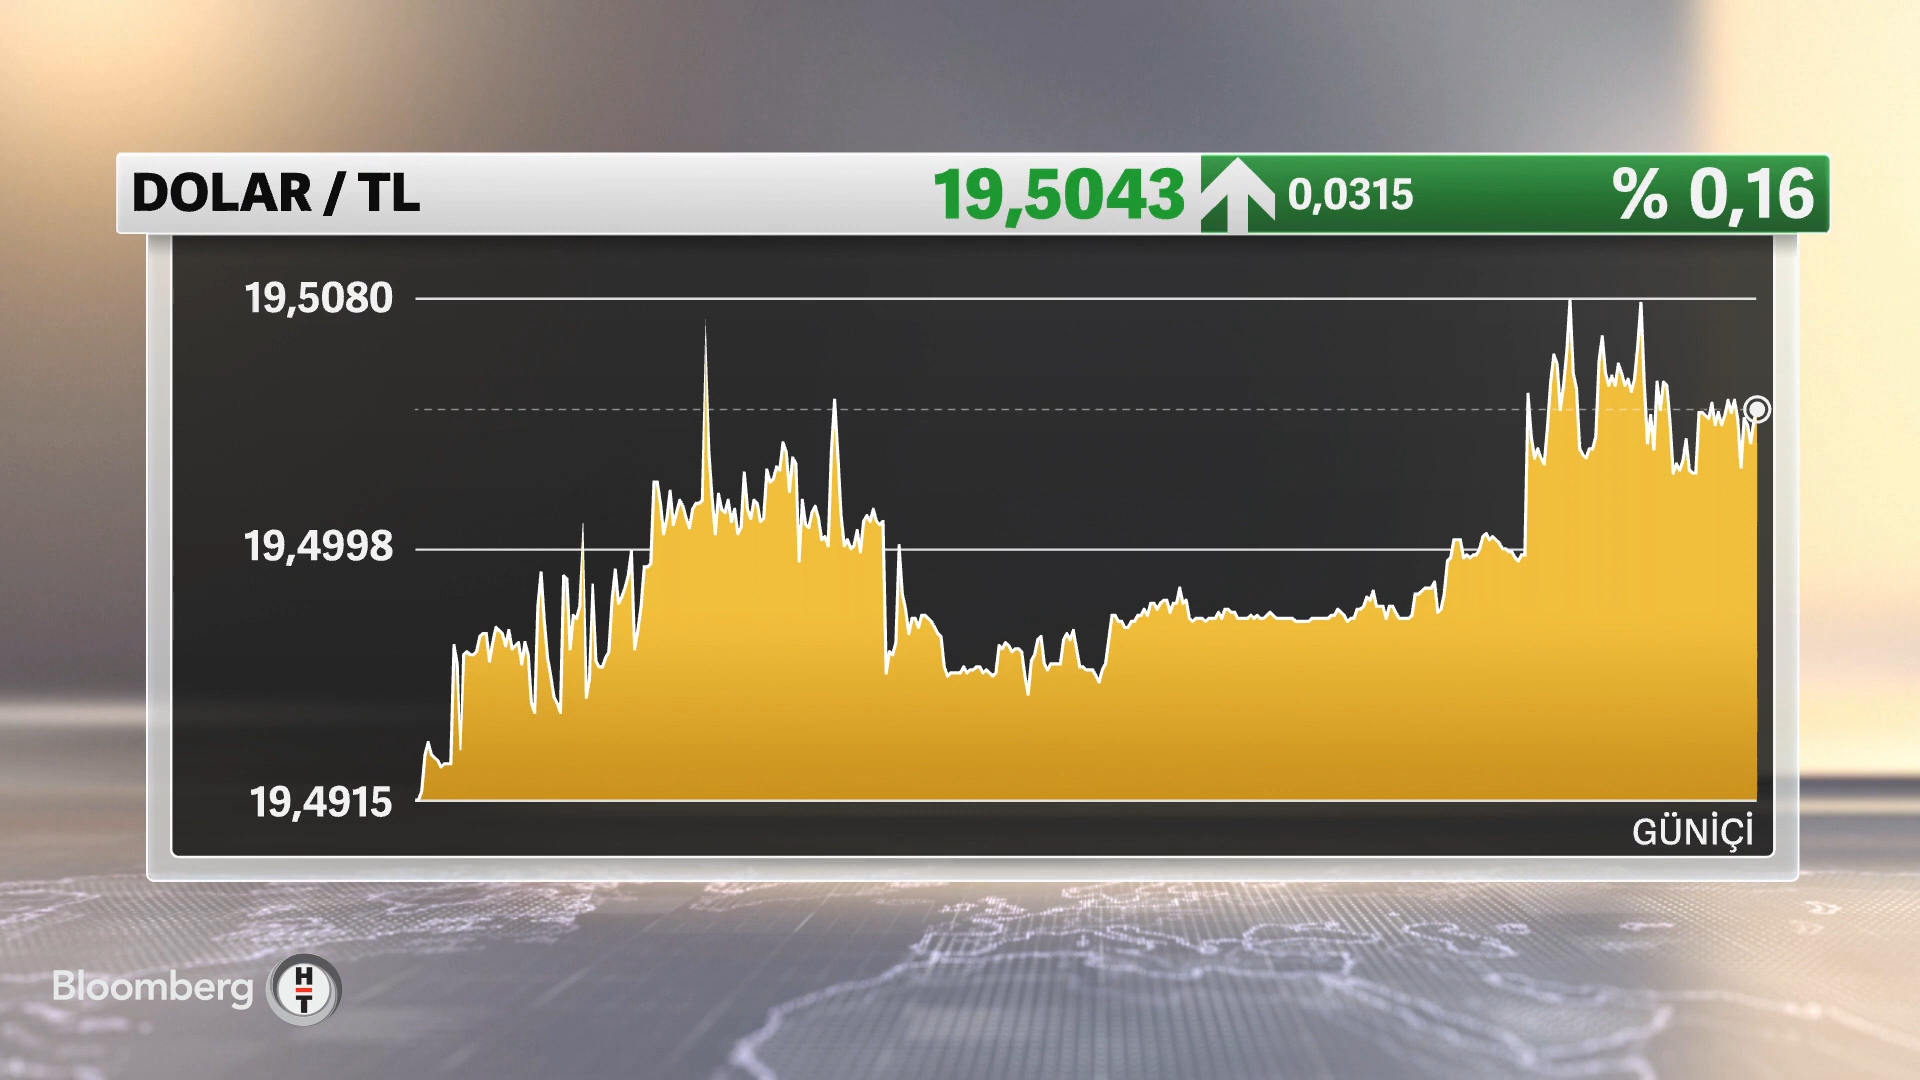 DOLAR / TL 19,5043 0,0315 % 0,16
19,5080
19,4998
19,4915
GÜNİÇİ
Bloomberg HT